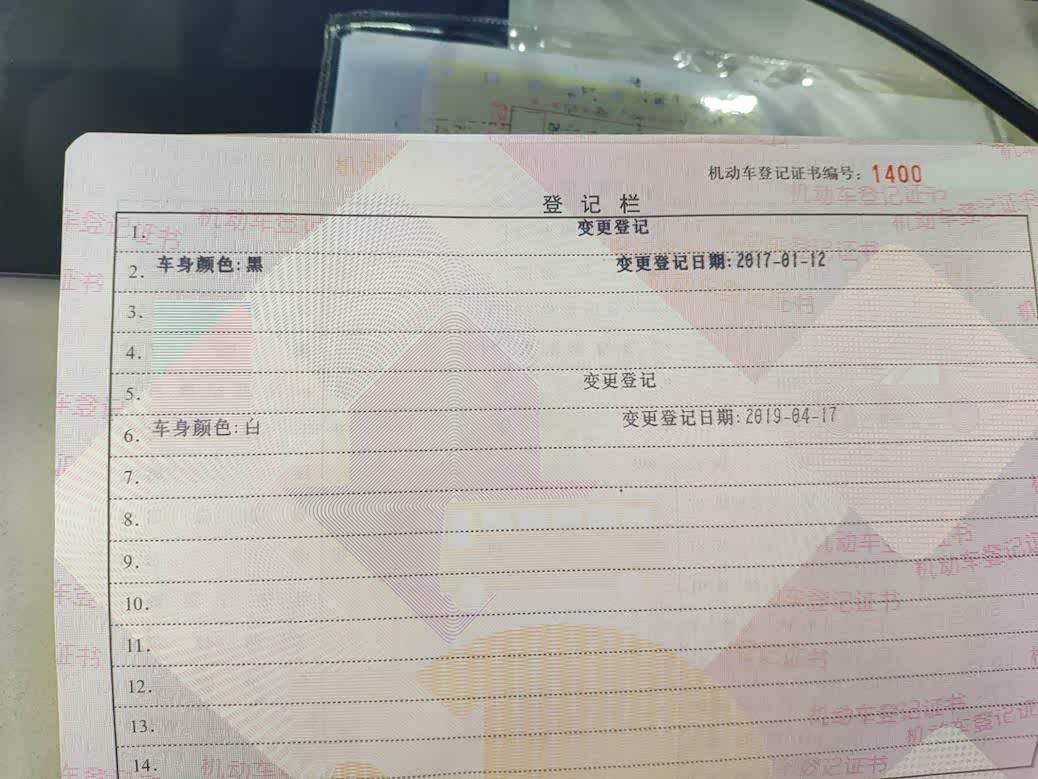 机动车登记证书编号：1400
登记栏
1. 变更登记
2. 车身颜色:黑 变更登记日期:2017-01-12
3.
4.
5. 变更登记
6. 车身颜色:白 变更登记日期:2019-04-17
7.
8.
9.
10.
11.
12.
13.
14.